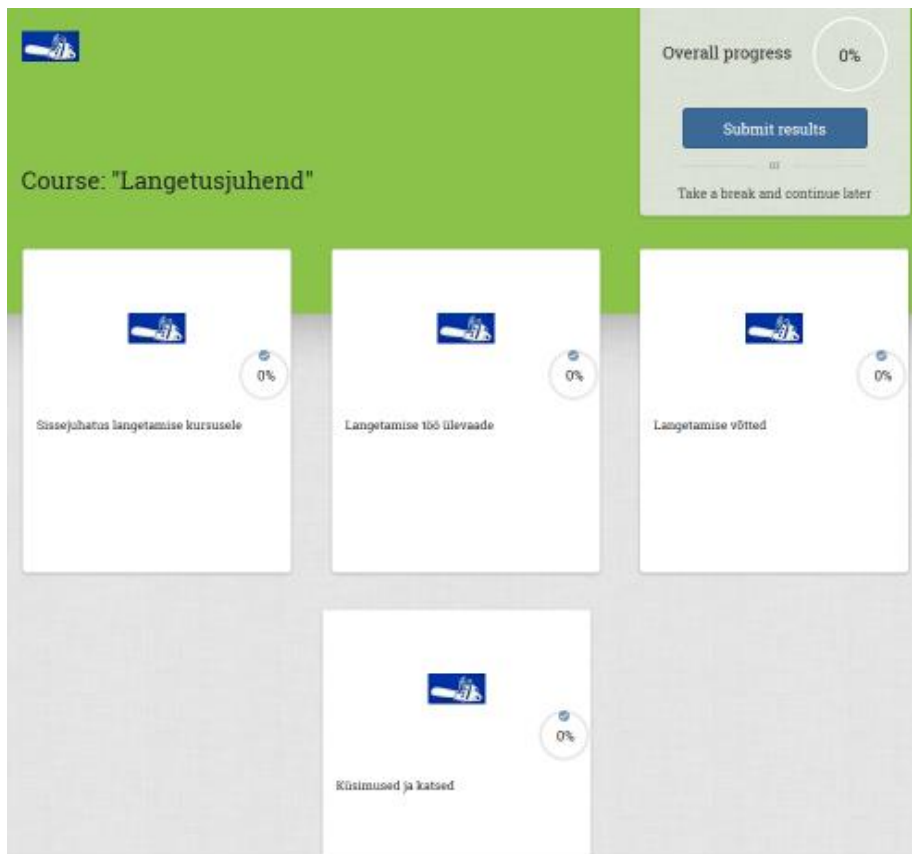 Overall progress
0%
Submit results
or
Take a break and continue later
Course: "Langetusjuhend"
0%
Sissejuhatus langetamise kursusele
0%
Langetamise töö ülevaade
0%
Langetamise võtted
0%
Küsimused ja katsed